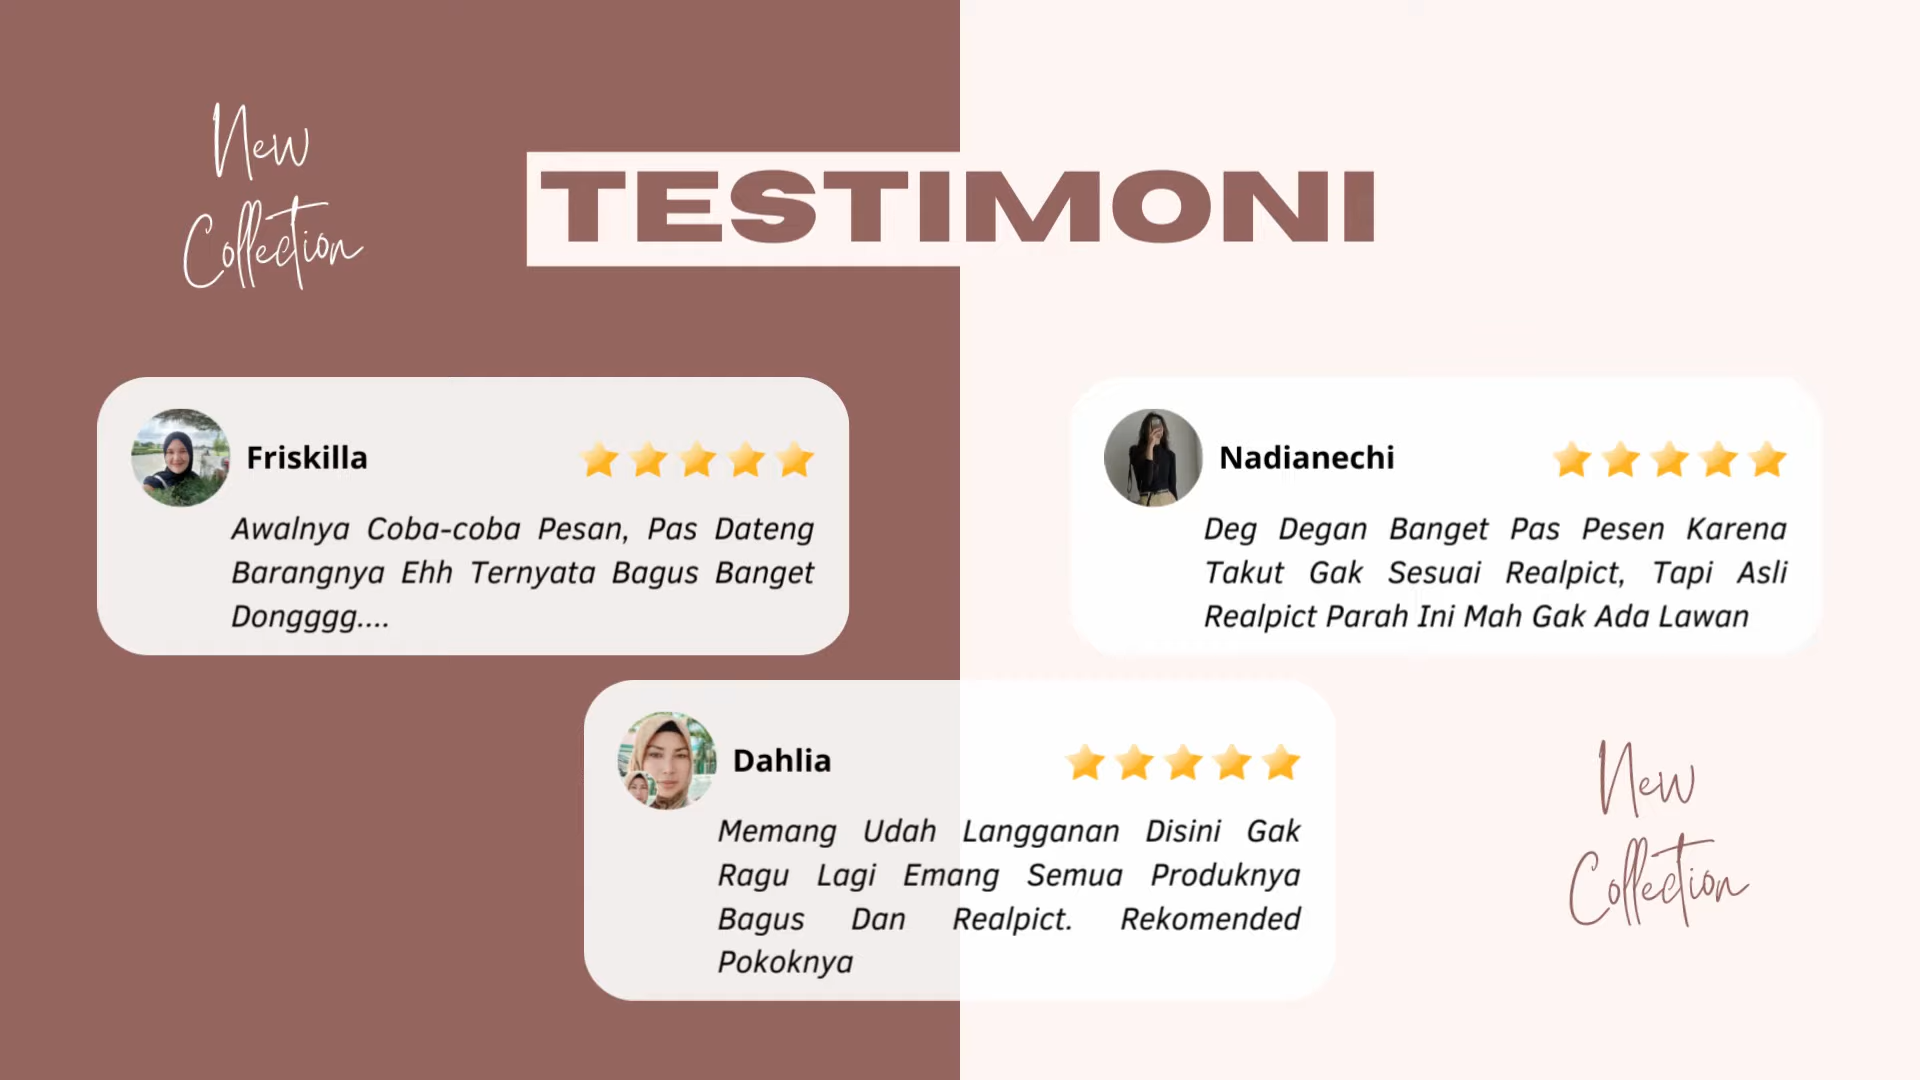 New
Collection
TESTIMONI
Friskilla
Awalnya Coba-coba Pesan, Pas Dateng
Barangnya Ehh Ternyata Bagus Banget
Dongggg....
Nadianechi
Deg Degan Banget Pas Pesen Karena
Takut Gak Sesuai Realpict, Tapi Asli
Realpict Parah Ini Mah Gak Ada Lawan
Dahlia
Memang Udah Langganan Disini Gak
Ragu Lagi Emang Semua Produknya
Bagus Dan Realpict. Rekomended
Pokoknya
New
Collection